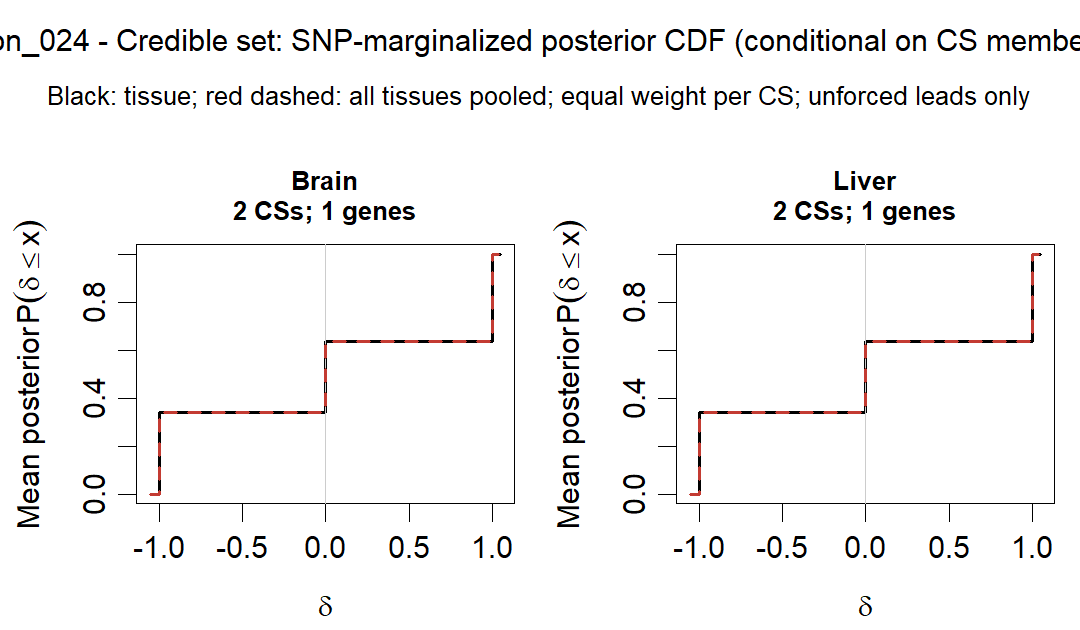 on_024 - Credible set: SNP-marginalized posterior CDF (conditional on CS membe
Black: tissue; red dashed: all tissues pooled; equal weight per CS; unforced leads only
Brain
2 CSs; 1 genes
Mean posterior P(δ ≤ x)
0.0 0.4 0.8
-1.0 -0.5 0.0 0.5 1.0
δ
Liver
2 CSs; 1 genes
Mean posterior P(δ ≤ x)
0.0 0.4 0.8
-1.0 -0.5 0.0 0.5 1.0
δ